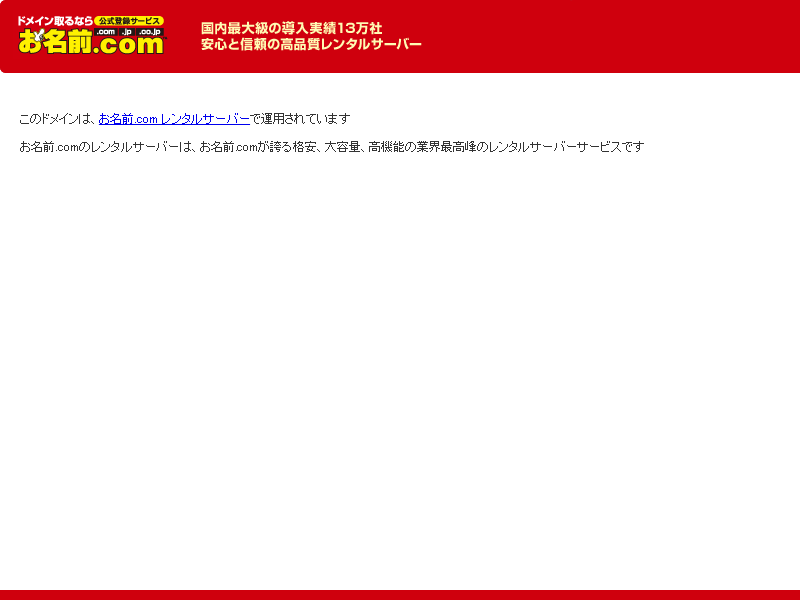 ドメイン取るなら 公式登録サービス
お名前.com .com .jp .co.jp
国内最大級の導入実績13万社
安心と信頼の高品質レンタルサーバー
このドメインは、お名前.com レンタルサーバーで運用されています
お名前.comのレンタルサーバーは、お名前.comが誇る格安、大容量、高機能の業界最高峰のレンタルサーバーサービスです